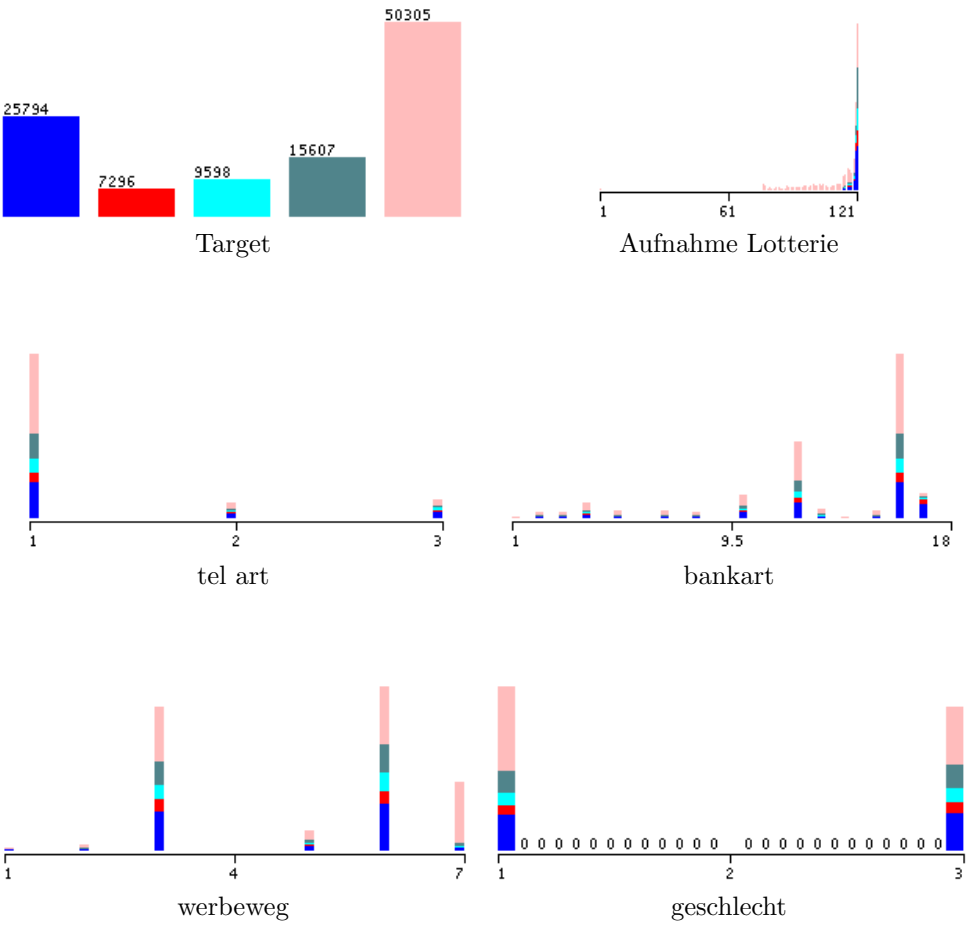 50305
25794
15607
9598
7296
1 61 121
Target
Aufnahme Lotterie
1 2 3
1 9.5 18
tel art
bankart
0 0 0 0 0 0 0 0 0 0 0 0 0 0 0 0 0 0 0 0 0 0 0 0
1 4 7
1 2 3
werbeweg
geschlecht